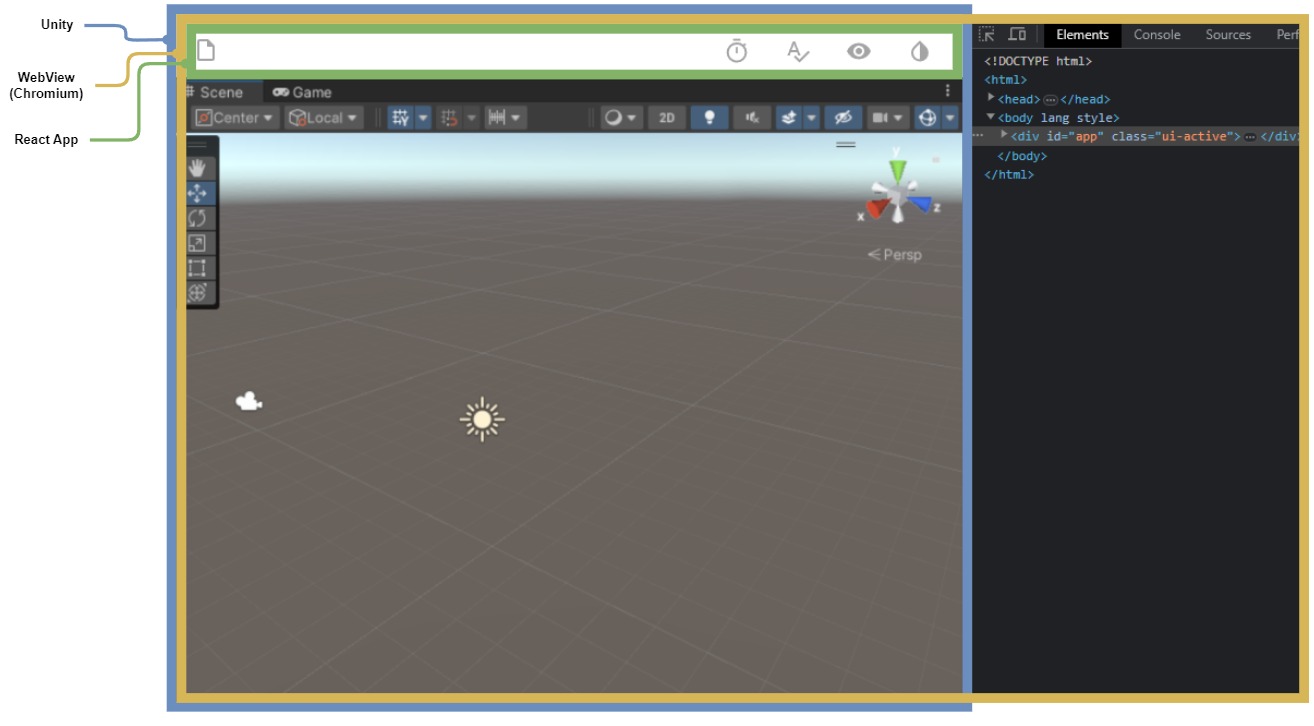 Unity
WebView
(Chromium)
React App
Elements Console Sources Perf
<!DOCTYPE html>
<html>
<head> … </head>
<body lang style>
<div id="app" class="ui-active"> … </div>
</body>
</html>
Scene Game
Center Local 2D
y
x z
Persp